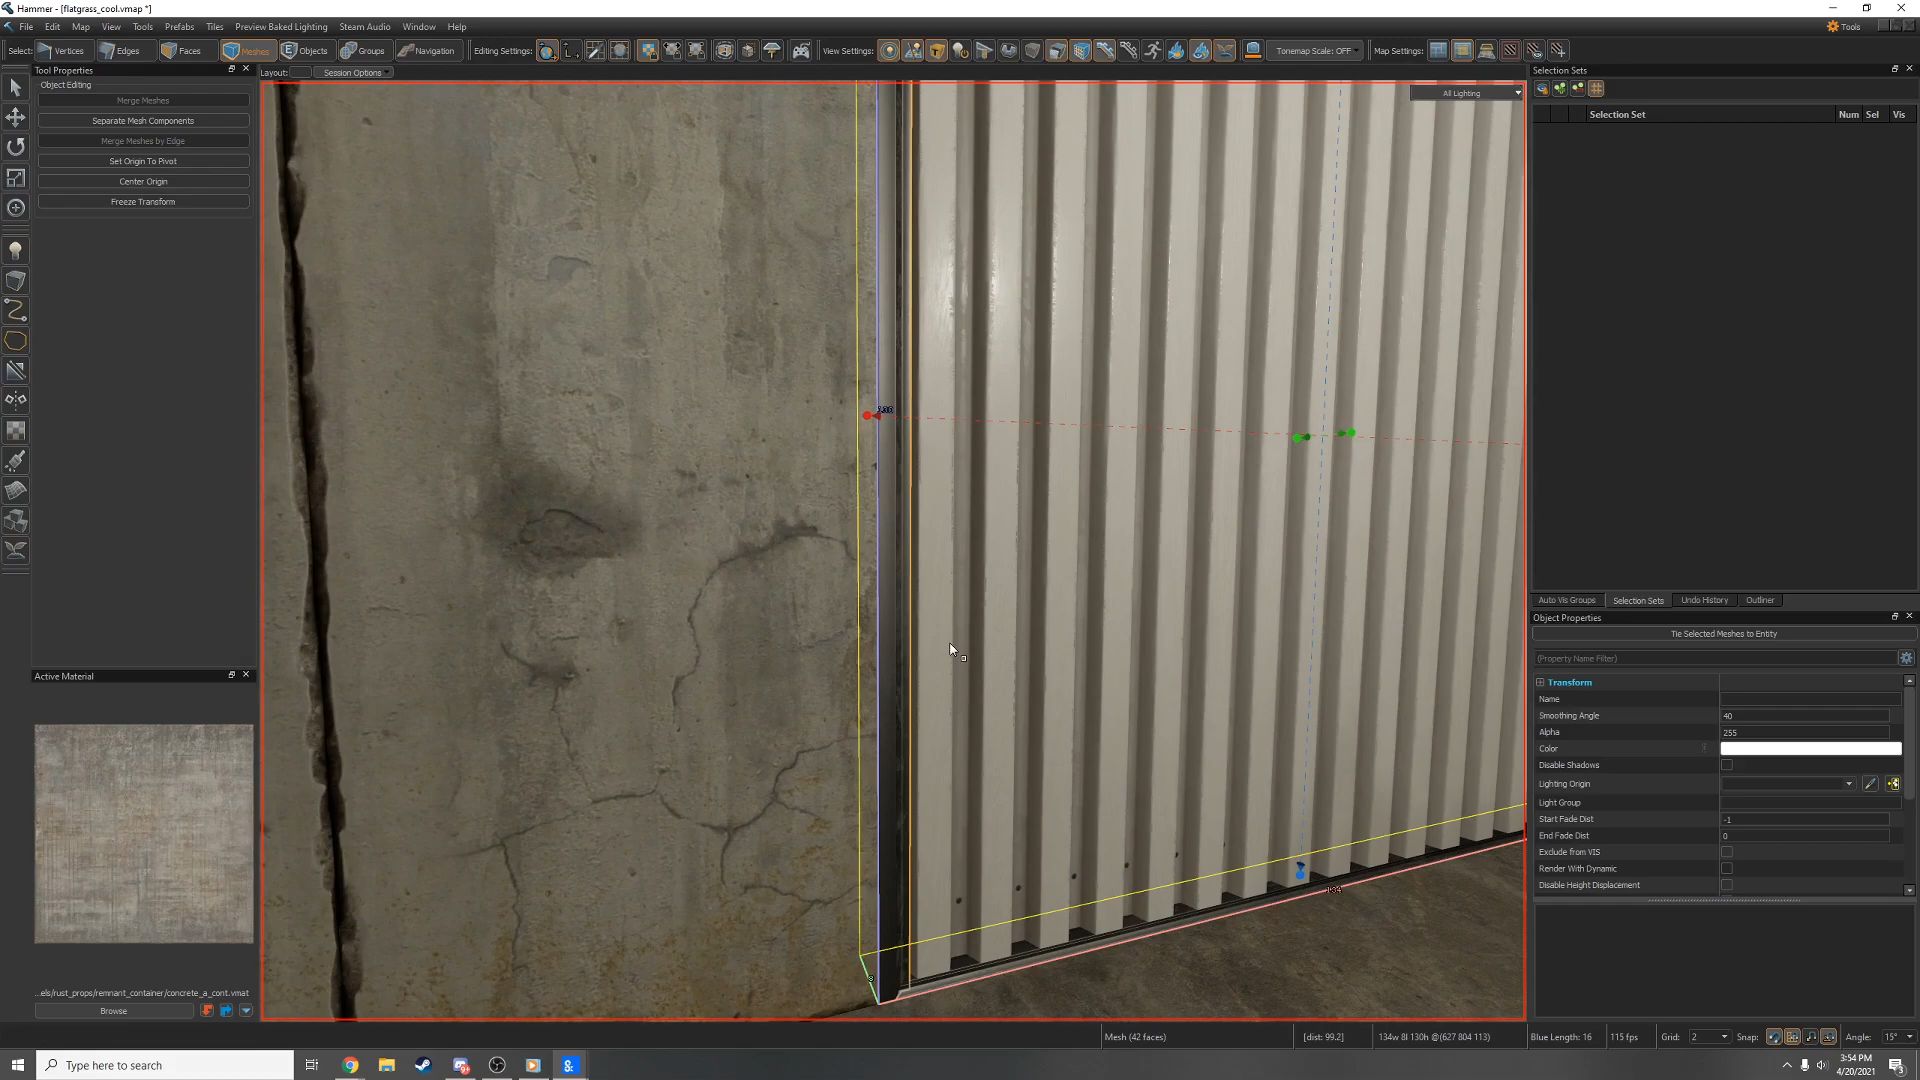 Hammer - [flatgrass_cool.vmap *]
File Edit Map View Tools Prefabs Tiles Preview Baked Lighting Steam Audio Window Help
Select: Vertices Edges Faces Meshes Objects Groups Navigation Editing Settings: View Settings: Tonemap Scale: OFF Map Settings: Tools
Tool Properties
Object Editing
Merge Meshes
Separate Mesh Components
Merge Meshes by Edge
Set Origin To Pivot
Center Origin
Freeze Transform
Layout: Session Options
All Lighting
Selection Sets
Selection Set Num Sel Vis
Auto Vis Groups Selection Sets Undo History Outliner
Object Properties
Tie Selected Meshes to Entity
(Property Name Filter)
Transform
Name
Smoothing Angle 40
Alpha 255
Color
Disable Shadows
Lighting Origin
Light Group
Start Fade Dist -1
End Fade Dist 0
Exclude from VIS
Render With Dynamic
Disable Height Displacement
Active Material
...els/rust_props/remnant_container/concrete_a_cont.vmat
Browse
130
134
8
Mesh (42 faces) [dist: 99.2] 134w 8l 130h @(627 804 113) Blue Length: 16 115 fps Grid: 2 Snap: Angle: 15°
Type here to search
3:54 PM
4/20/2021
3